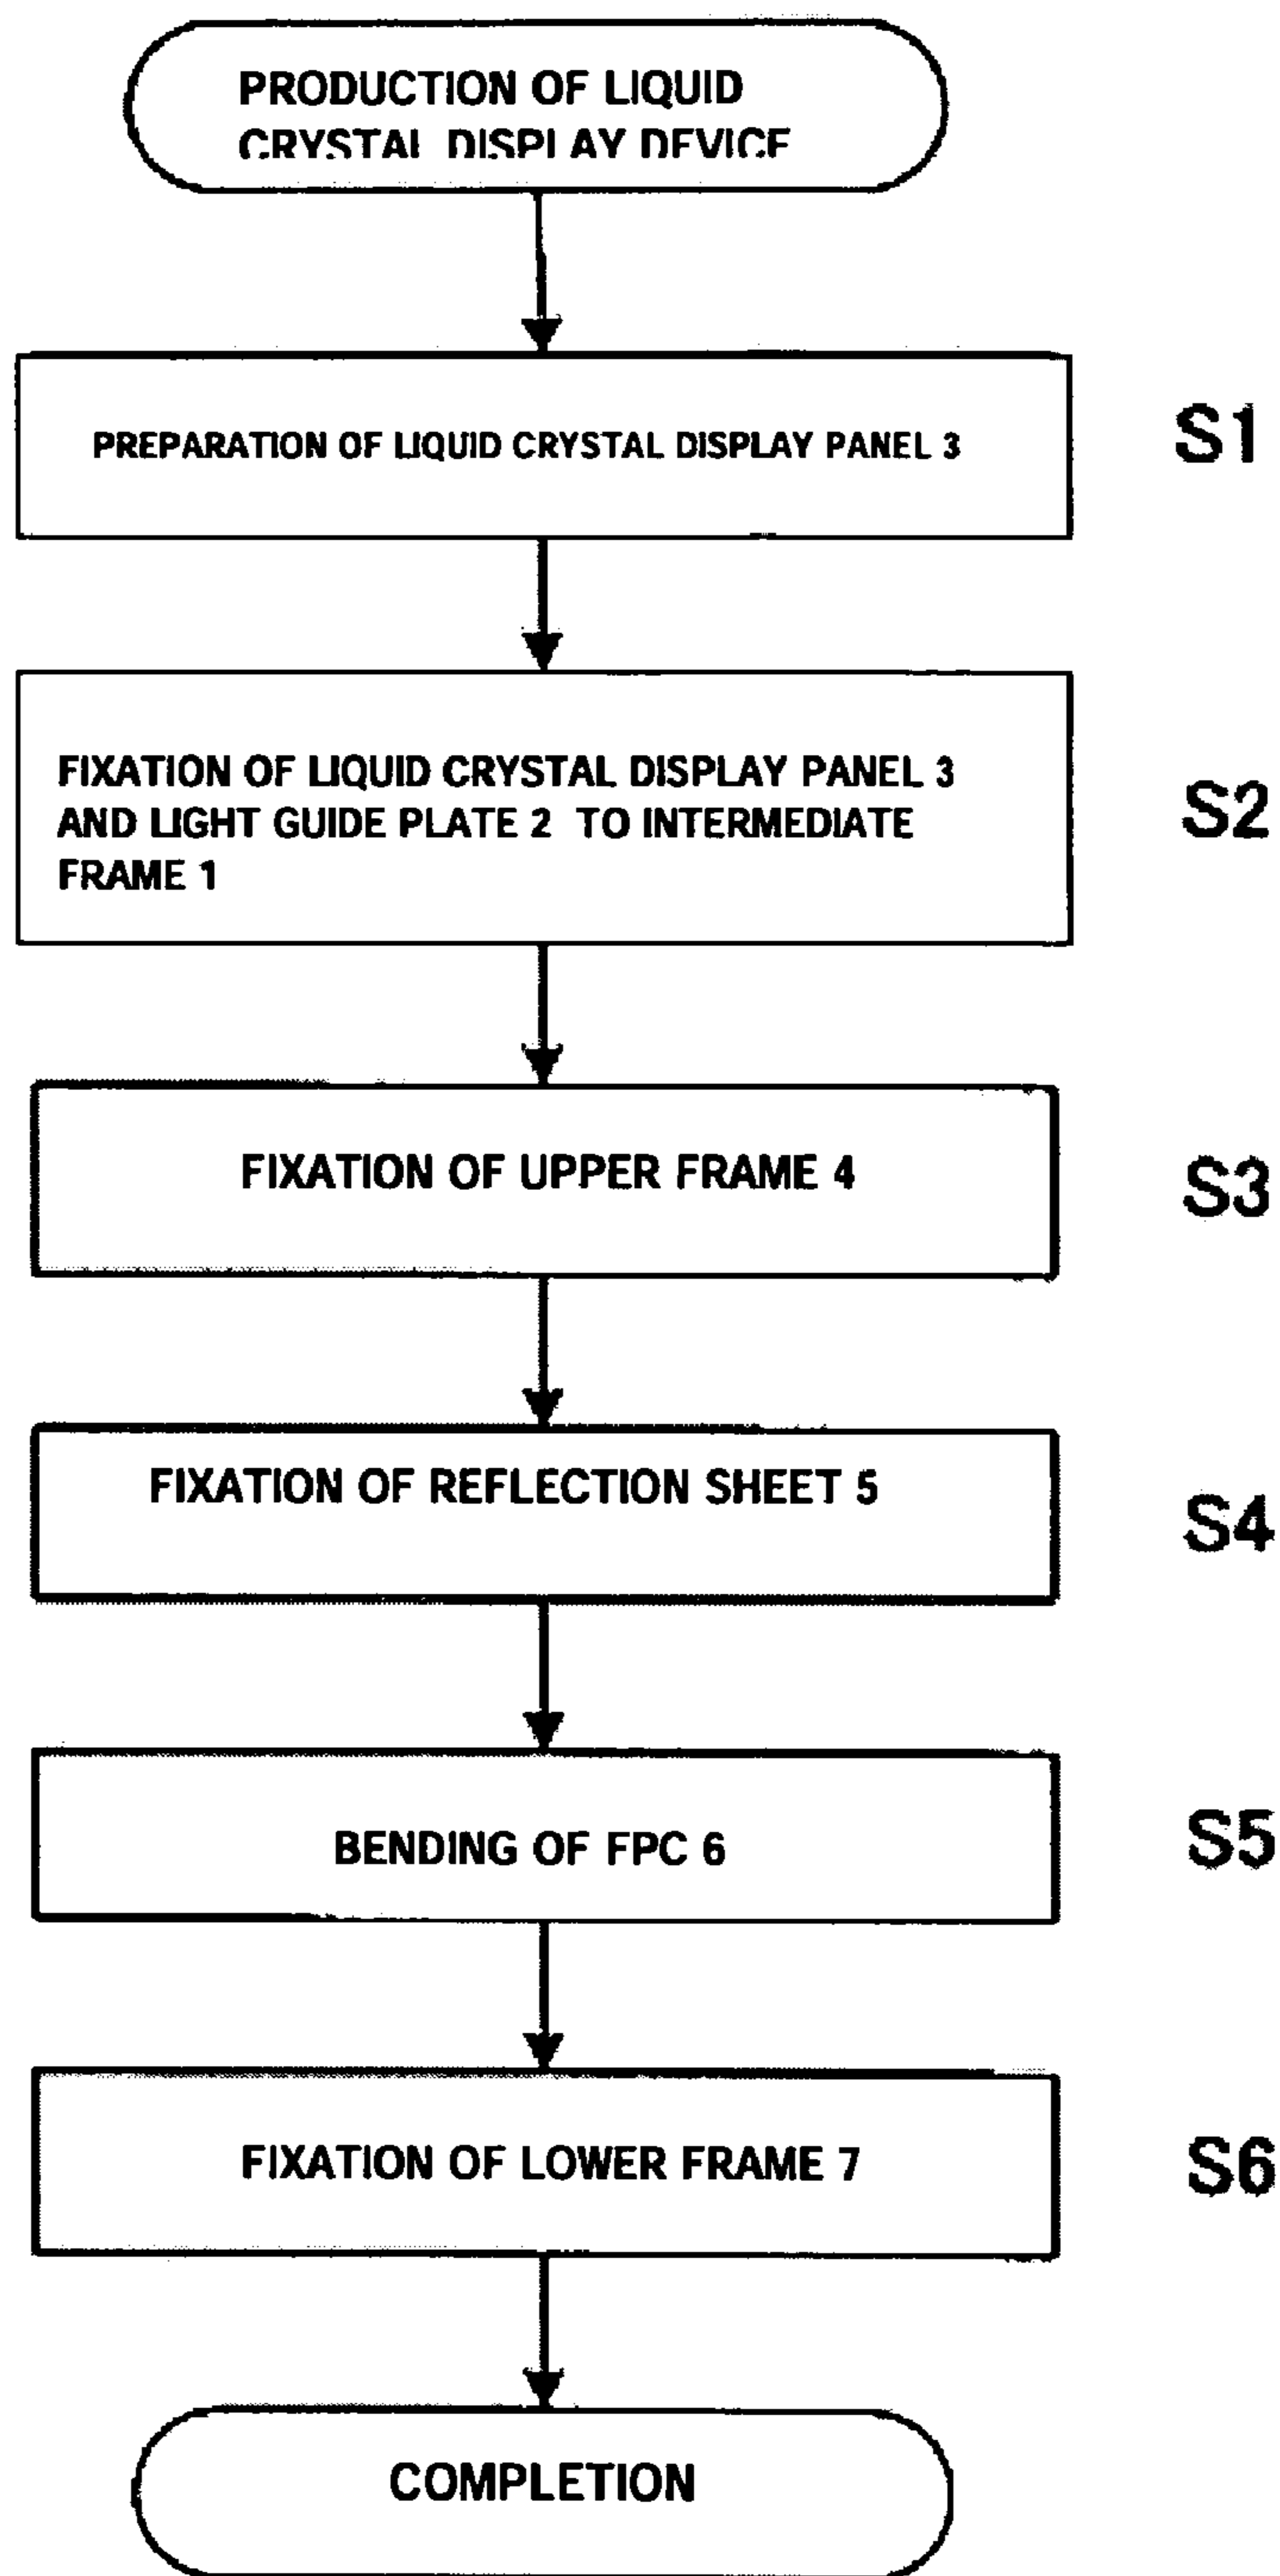 PRODUCTION OF LIQUID
CRYSTAL DISPLAY DEVICE
PREPARATION OF LIQUID CRYSTAL DISPLAY PANEL 3
S1
FIXATION OF LIQUID CRYSTAL DISPLAY PANEL 3
AND LIGHT GUIDE PLATE 2 TO INTERMEDIATE
FRAME 1
S2
FIXATION OF UPPER FRAME 4
S3
FIXATION OF REFLECTION SHEET 5
S4
BENDING OF FPC 6
S5
FIXATION OF LOWER FRAME 7
S6
COMPLETION